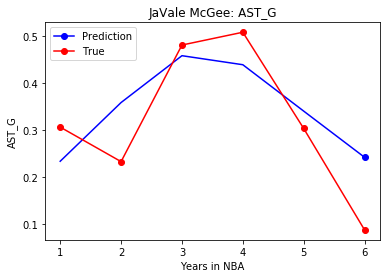 JaVale McGee: AST_G
Prediction
True
AST_G
0.5
0.4
0.3
0.2
0.1
1 2 3 4 5 6
Years in NBA